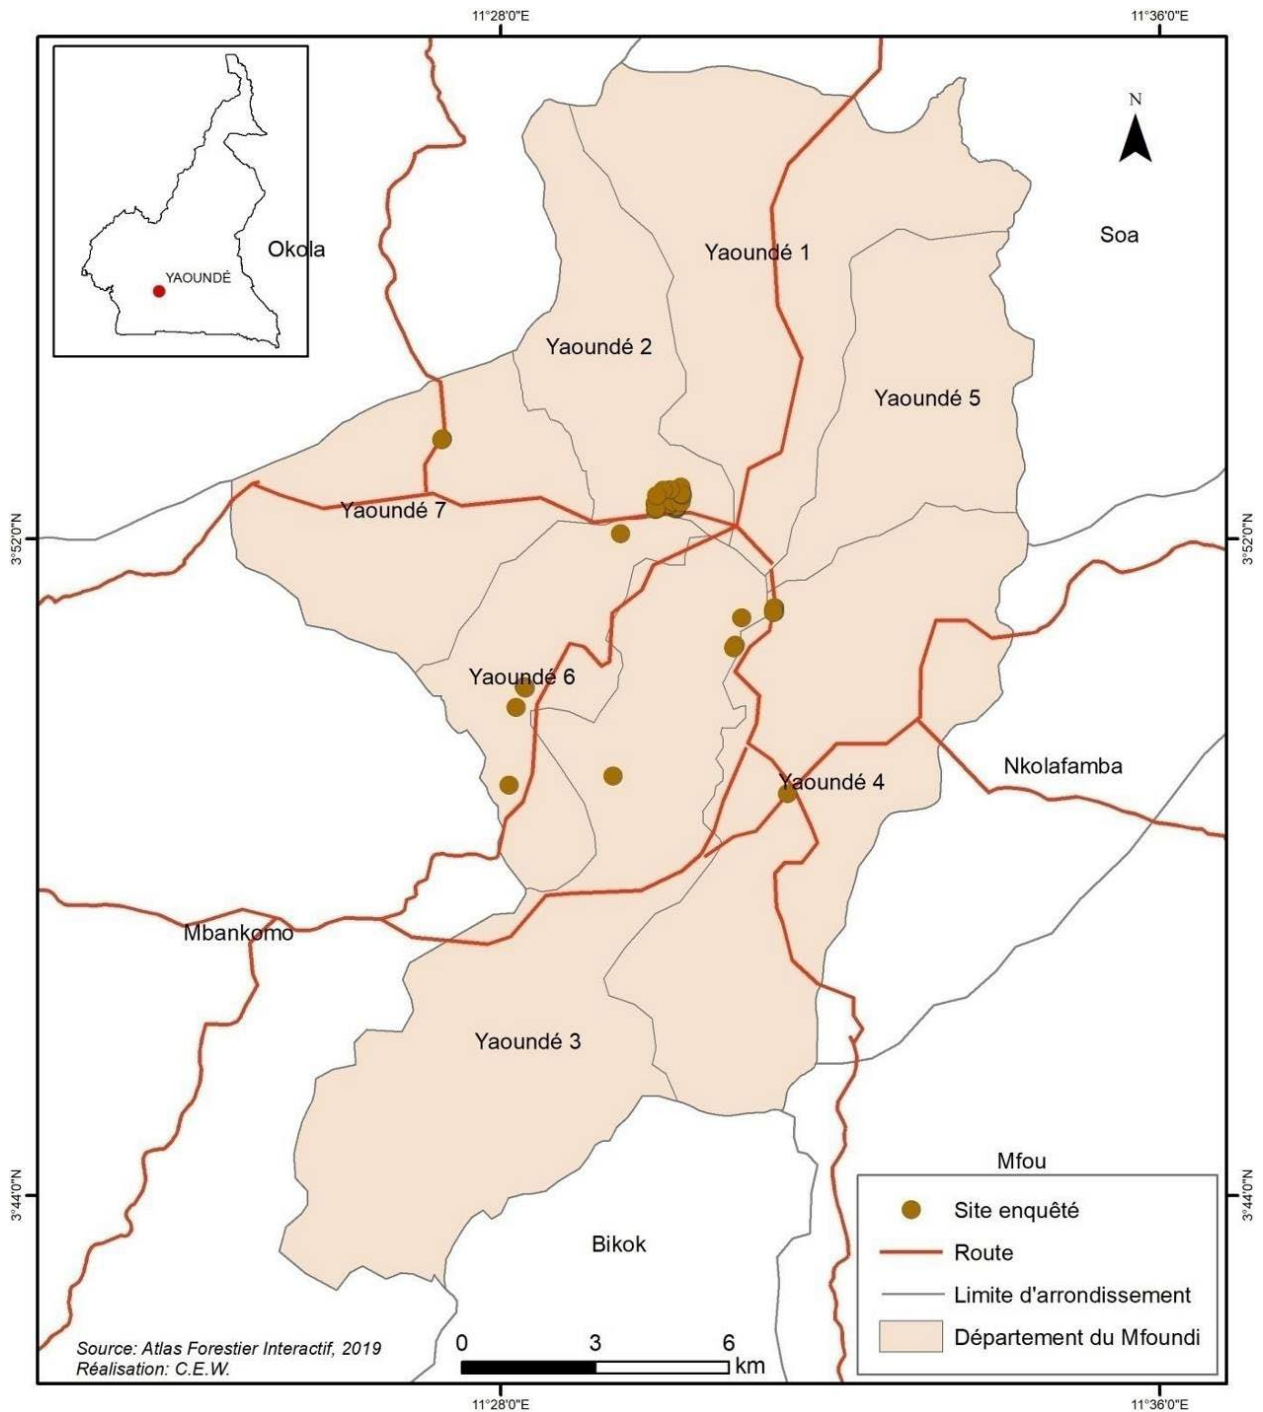 11°28'0"E
11°36'0"E
N
Okola
YAOUNDÉ
Soa
Yaoundé 1
Yaoundé 2
Yaoundé 5
Yaoundé 7
3°52'0"N
3°52'0"N
Yaoundé 6
Nkolafamba
Yaoundé 4
Mbankomo
Yaoundé 3
Mfou
3°44'0"N
3°44'0"N
Bikok
Site enquêté
Route
Limite d'arrondissement
Département du Mfoundi
Source: Atlas Forestier Interactif, 2019
Réalisation: C.E.W.
0 3 6
km
11°28'0"E
11°36'0"E